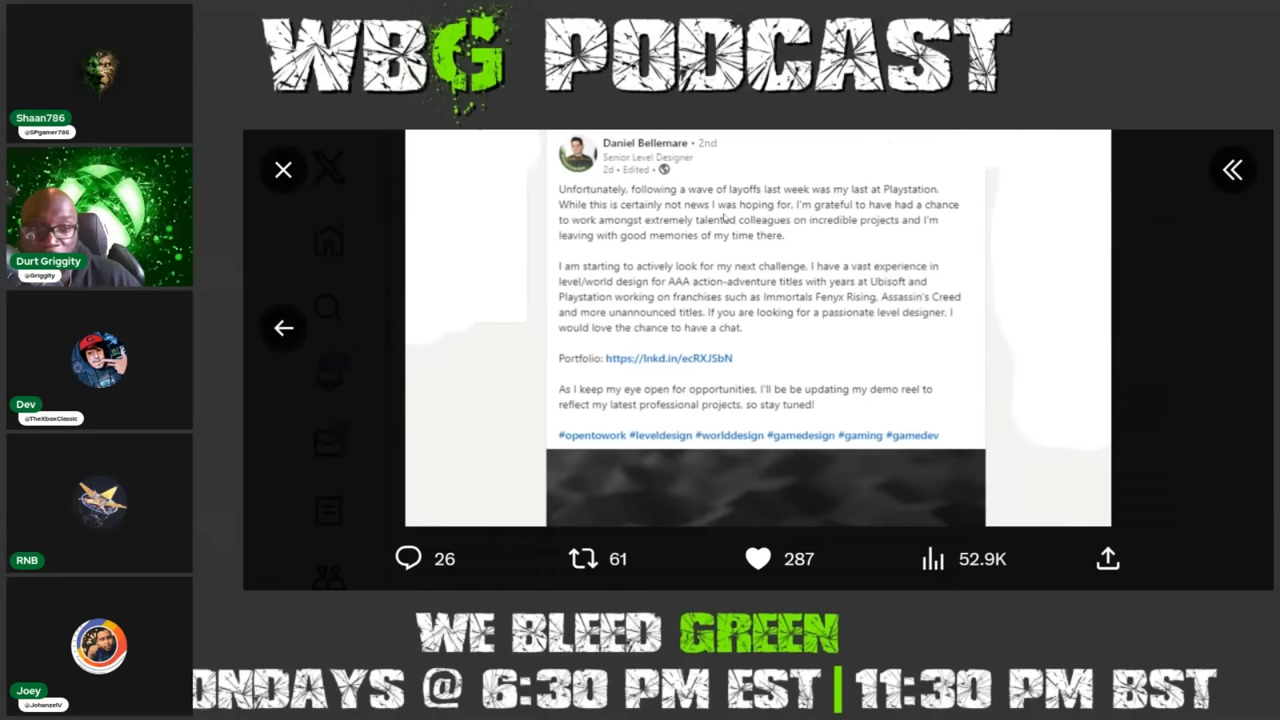 WBG PODCAST
Shaan786
@SPgamer786
Durt Griggity
@Griggity
Dev
@TheXboxClassic
RNB
Joey
@JohanzelV
Daniel Bellemare • 2nd
Senior Level Designer
2d • Edited •
Unfortunately, following a wave of layoffs last week was my last at Playstation.
While this is certainly not news I was hoping for, I'm grateful to have had a chance
to work amongst extremely talented colleagues on incredible projects and I'm
leaving with good memories of my time there.
I am starting to actively look for my next challenge. I have a vast experience in
level/world design for AAA action-adventure titles with years at Ubisoft and
Playstation working on franchises such as Immortals Fenyx Rising, Assassin's Creed
and more unannounced titles. If you are looking for a passionate level designer, I
would love the chance to have a chat.
Portfolio: https://lnkd.in/ecRXJSbN
As I keep my eye open for opportunities, I'll be be updating my demo reel to
reflect my latest professional projects, so stay tuned!
#opentowork #leveldesign #worlddesign #gamedesign #gaming #gamedev
26 61 287 52.9K
WE BLEED GREEN
ONDAYS @ 6:30 PM EST | 11:30 PM BST